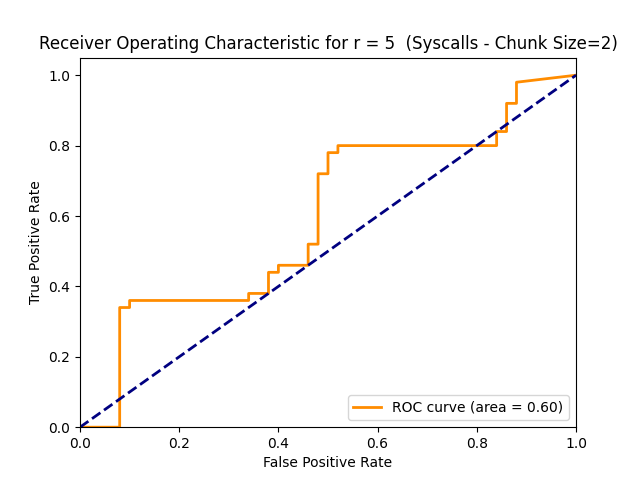 Receiver Operating Characteristic for r = 5 (Syscalls - Chunk Size=2)
1.0
0.8
0.6
0.4
0.2
0.0
True Positive Rate
ROC curve (area = 0.60)
0.0 0.2 0.4 0.6 0.8 1.0
False Positive Rate